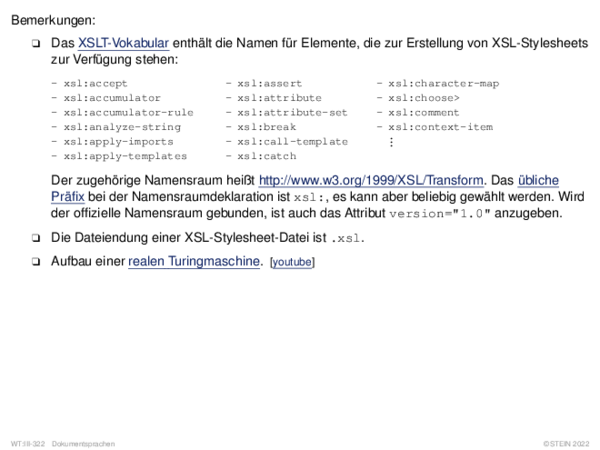 Bemerkungen:
❑ Das XSLT-Vokabular enthält die Namen für Elemente, die zur Erstellung von XSL-Stylesheets
zur Verfügung stehen:
- xsl:accept - xsl:assert - xsl:character-map
- xsl:accumulator - xsl:attribute - xsl:choose>
- xsl:accumulator-rule - xsl:attribute-set - xsl:comment
- xsl:analyze-string - xsl:break - xsl:context-item
- xsl:apply-imports - xsl:call-template ⋮
- xsl:apply-templates - xsl:catch
Der zugehörige Namensraum heißt http://www.w3.org/1999/XSL/Transform. Das übliche
Präfix bei der Namensraumdeklaration ist xsl:, es kann aber beliebig gewählt werden. Wird
der offizielle Namensraum gebunden, ist auch das Attribut version="1.0" anzugeben.
❑ Die Dateiendung einer XSL-Stylesheet-Datei ist .xsl.
❑ Aufbau einer realen Turingmaschine. [youtube]
WT:III-322 Dokumentsprachen ©STEIN 2022